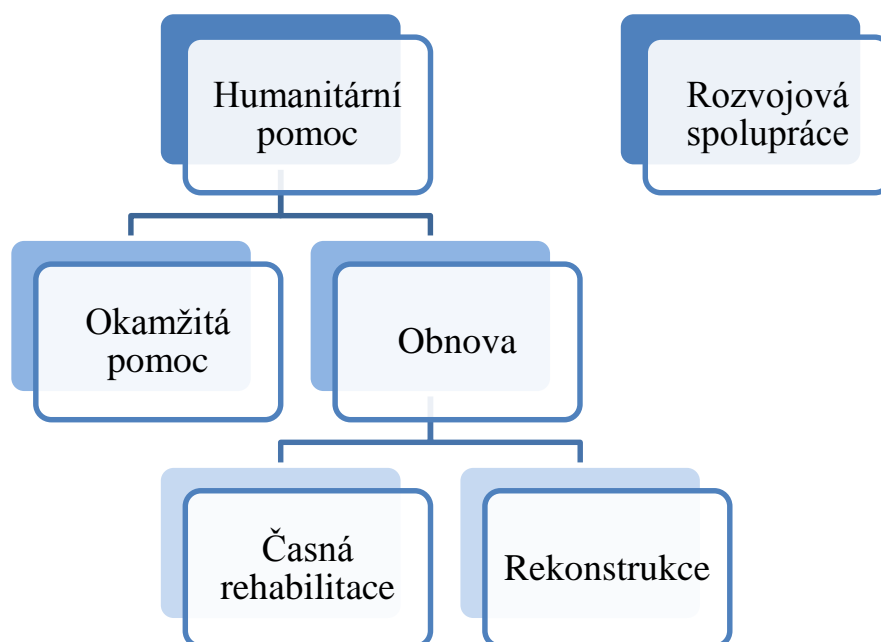 Humanitární
pomoc
Rozvojová
spolupráce
Okamžitá
pomoc
Obnova
Časná
rehabilitace
Rekonstrukce